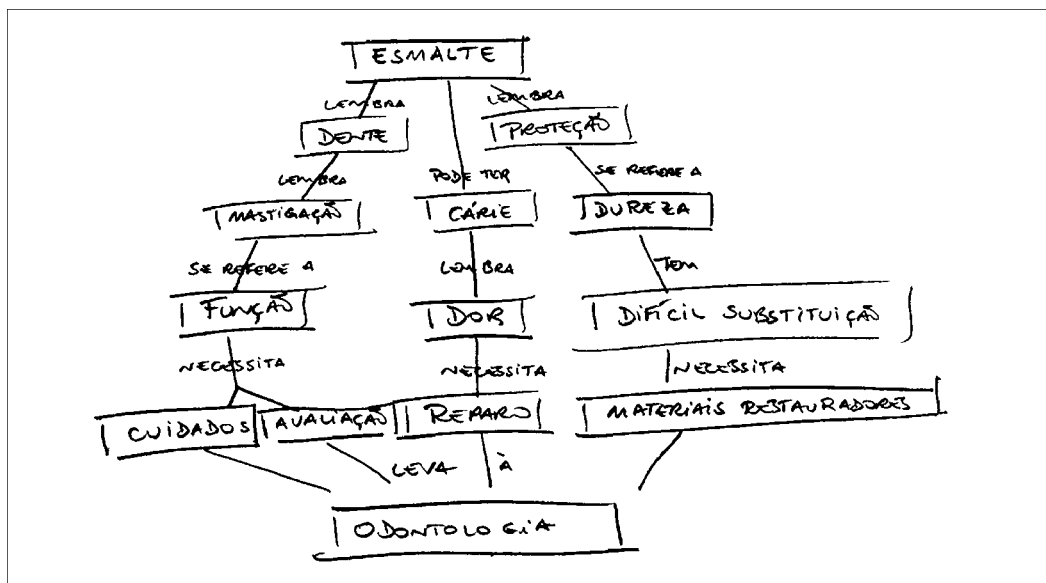 ESMALTE
LEMBRA LEMBRA
DENTE PROTEÇÃO
LEMBRA PODE TER SE REFERE A
MASTIGAÇÃO CÁRIE DUREZA
SE REFERE A LEMBRA TEM
FUNÇÃO DOR DIFÍCIL SUBSTITUIÇÃO
NECESSITA NECESSITA NECESSITA
CUIDADOS AVALIAÇÃO REPARO MATERIAIS RESTAURADORES
LEVA À
ODONTOLOGIA